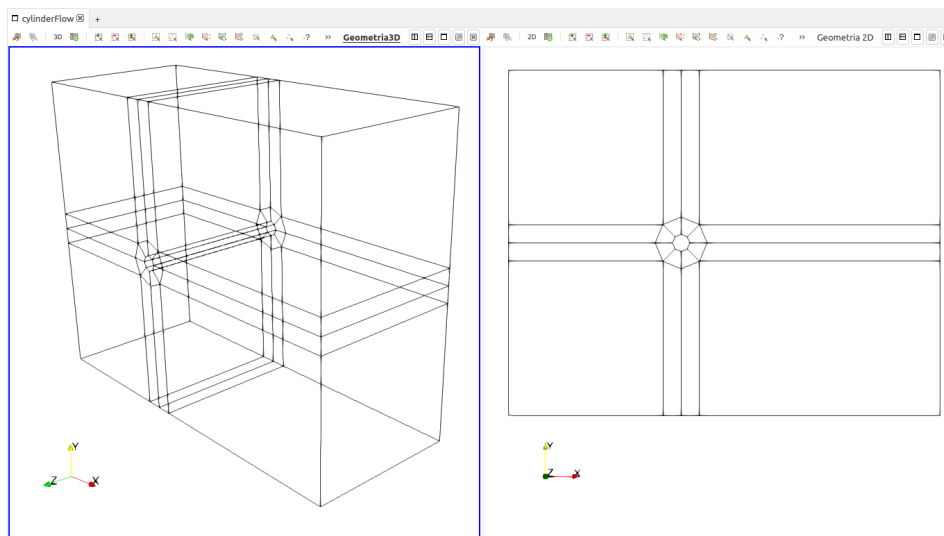 cylinderFlow
+
3D
-?
››
Geometria3D
2D
-?
››
Geometria 2D
Y
Z
X
Y
Z
X